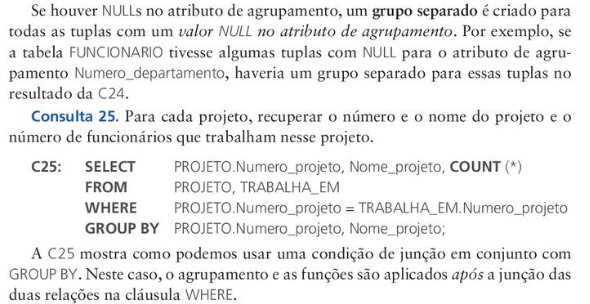 Se houver NULLs no atributo de agrupamento, um grupo separado é criado para
todas as tuplas com um valor NULL no atributo de agrupamento. Por exemplo, se
a tabela FUNCIONARIO tivesse algumas tuplas com NULL para o atributo de agru-
pamento Numero_departamento, haveria um grupo separado para essas tuplas no
resultado da C24.
Consulta 25. Para cada projeto, recuperar o número e o nome do projeto e o
número de funcionários que trabalham nesse projeto.
C25: SELECT PROJETO.Numero_projeto, Nome_projeto, COUNT (*)
FROM PROJETO, TRABALHA_EM
WHERE PROJETO.Numero_projeto = TRABALHA_EM.Numero_projeto
GROUP BY PROJETO.Numero_projeto, Nome_projeto;
A C25 mostra como podemos usar uma condição de junção em conjunto com
GROUP BY. Neste caso, o agrupamento e as funções são aplicados após a junção das
duas relações na cláusula WHERE.